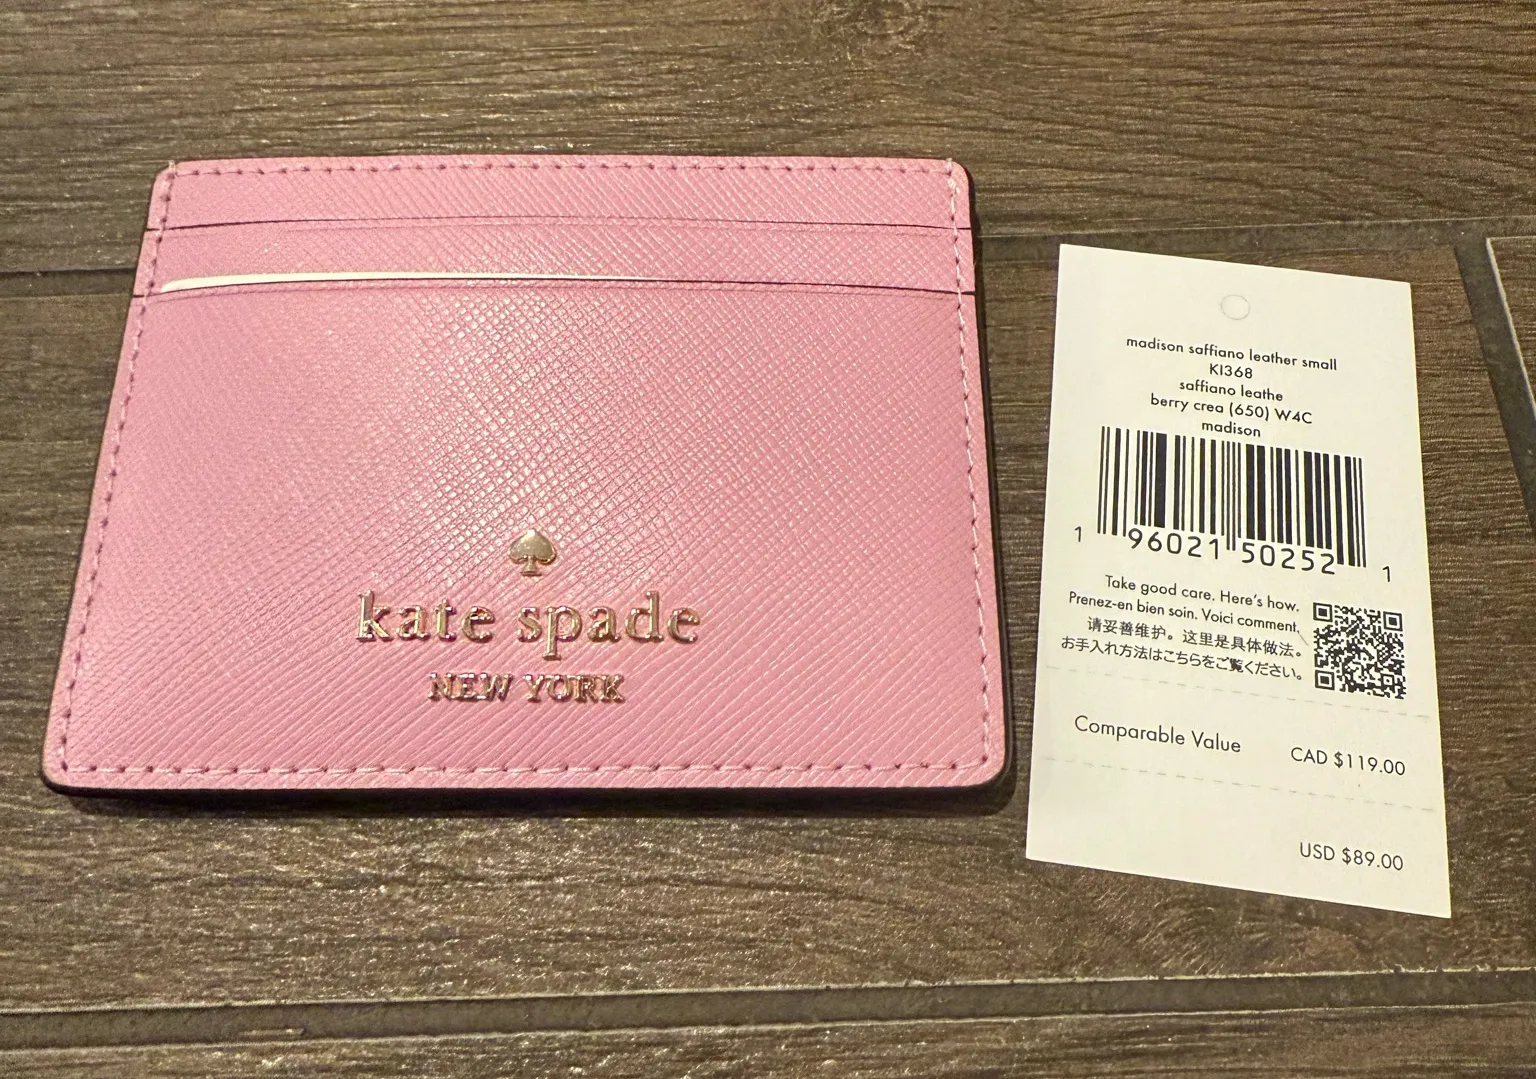 kate spade
NEW YORK
madison saffiano leather small
KI368
saffiano leathe
berry crea (650) W4C
madison
1 96021 50252 1
Take good care. Here's how.
Prenez-en bien soin. Voici comment.
请妥善维护。这里是具体做法。
お手入れ方法はこちらをご覧ください。
Comparable Value CAD $119.00
USD $89.00